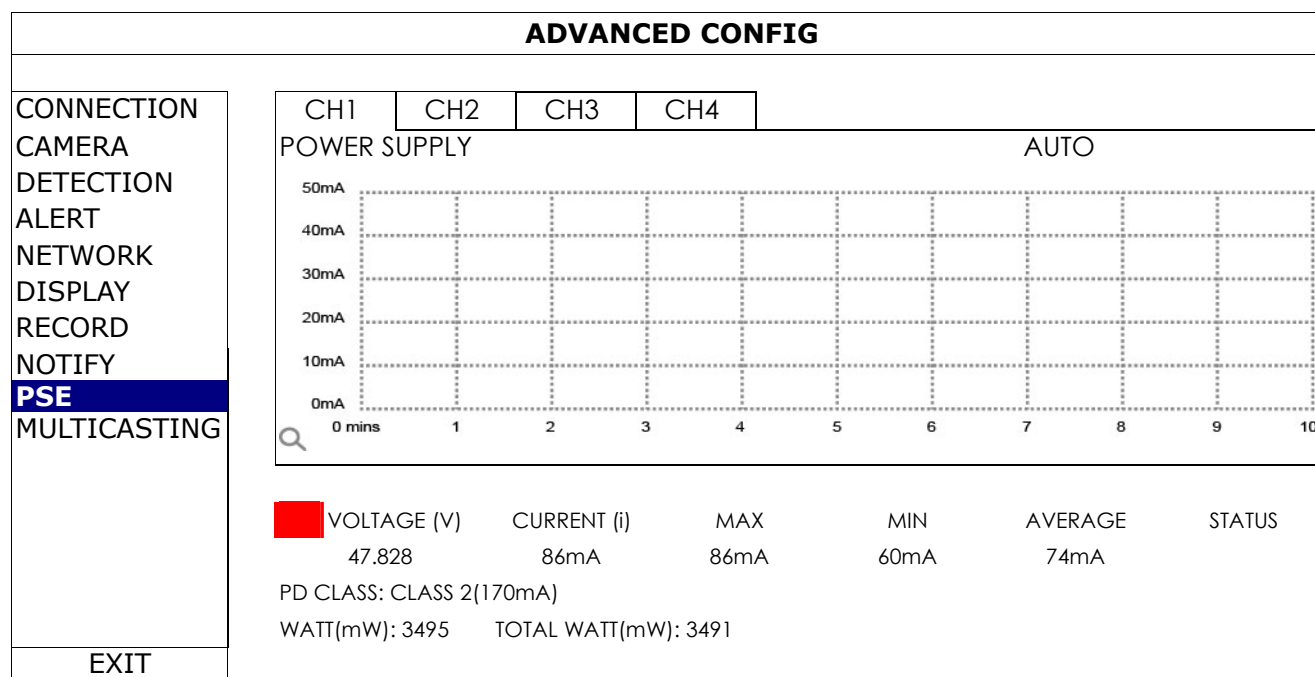 ADVANCED CONFIG
CONNECTION
CAMERA
DETECTION
ALERT
NETWORK
DISPLAY
RECORD
NOTIFY
PSE
MULTICASTING
EXIT
CH1 CH2 CH3 CH4
POWER SUPPLY AUTO
50mA
40mA
30mA
20mA
10mA
0mA
0 mins 1 2 3 4 5 6 7 8 9 10
VOLTAGE (V) CURRENT (i) MAX MIN AVERAGE STATUS
47.828 86mA 86mA 60mA 74mA
PD CLASS: CLASS 2(170mA)
WATT(mW): 3495 TOTAL WATT(mW): 3491